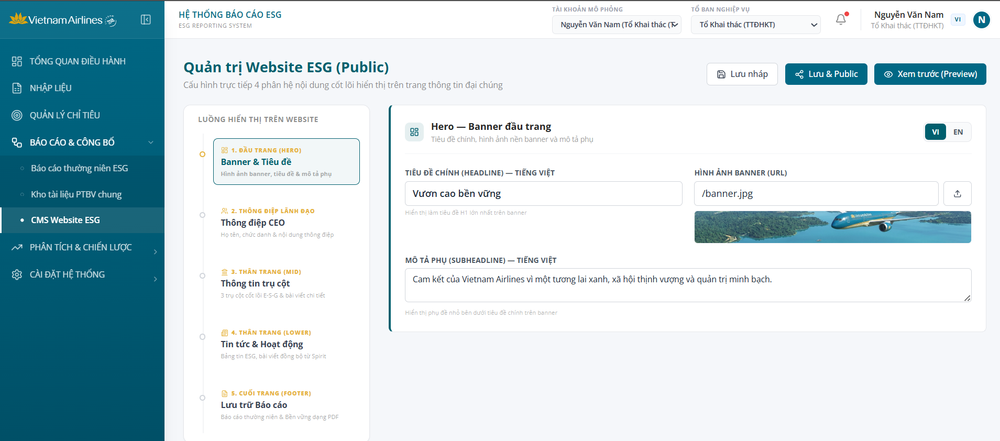 Vietnam Airlines
HỆ THỐNG BÁO CÁO ESG
ESG REPORTING SYSTEM
TÀI KHOẢN MÔ PHỎNG
Nguyễn Văn Nam (Tổ Khai thác (T
TỔ BAN NGHIỆP VỤ
Tổ Khai thác (TTĐHKT)
Nguyễn Văn Nam
Tổ Khai thác (TTĐHKT)
VI
N
TỔNG QUAN ĐIỀU HÀNH
NHẬP LIỆU
QUẢN LÝ CHỈ TIÊU
BÁO CÁO & CÔNG BỐ
Báo cáo thường niên ESG
Kho tài liệu PTBV chung
CMS Website ESG
PHÂN TÍCH & CHIẾN LƯỢC
CÀI ĐẶT HỆ THỐNG
Quản trị Website ESG (Public)
Cấu hình trực tiếp 4 phân hệ nội dung cốt lõi hiển thị trên trang thông tin đại chúng
Lưu nháp
Lưu & Public
Xem trước (Preview)
LUỒNG HIỂN THỊ TRÊN WEBSITE
1. ĐẦU TRANG (HERO)
Banner & Tiêu đề
Hình ảnh banner, tiêu đề & mô tả phụ
2. THÔNG ĐIỆP LÃNH ĐẠO
Thông điệp CEO
Họ tên, chức danh & nội dung thông điệp
3. THÂN TRANG (MID)
Thông tin trụ cột
3 trụ cột cốt lõi E-S-G & bài viết chi tiết
4. THÂN TRANG (LOWER)
Tin tức & Hoạt động
Bảng tin ESG, bài viết đồng bộ từ Spirit
5. CUỐI TRANG (FOOTER)
Lưu trữ Báo cáo
Báo cáo thường niên & Bền vững dạng PDF
Hero — Banner đầu trang
Tiêu đề chính, hình ảnh nền banner và mô tả phụ
VI
EN
TIÊU ĐỀ CHÍNH (HEADLINE) — TIẾNG VIỆT
Vươn cao bền vững
Hiển thị làm tiêu đề H1 lớn nhất trên banner
HÌNH ẢNH BANNER (URL)
/banner.jpg
Vietnam Airlines
MÔ TẢ PHỤ (SUBHEADLINE) — TIẾNG VIỆT
Cam kết của Vietnam Airlines vì một tương lai xanh, xã hội thịnh vượng và quản trị minh bạch.
Hiển thị phụ đề nhỏ bên dưới tiêu đề chính trên banner